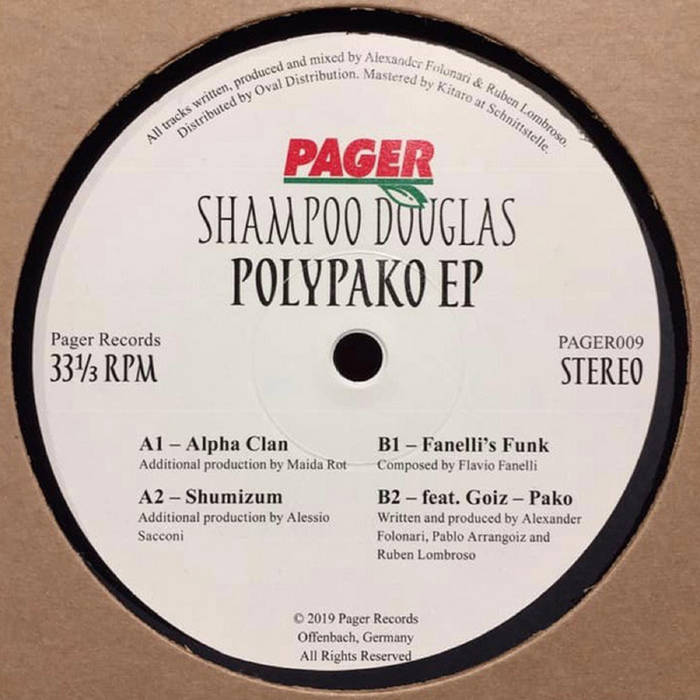 All tracks written, produced and mixed by Alexander Folonari & Ruben Lombroso.
Distributed by Oval Distribution. Mastered by Kitaro at Schnittstelle.
PAGER
SHAMPOO DOUGLAS
POLYPAKO EP
Pager Records
33⅓ RPM
PAGER009
STEREO
A1 – Alpha Clan
Additional production by Maida Rot
A2 – Shumizum
Additional production by Alessio
Sacconi
B1 – Fanelli's Funk
Composed by Flavio Fanelli
B2 – feat. Goiz – Pako
Written and produced by Alexander
Folonari, Pablo Arrangoiz and
Ruben Lombroso
© 2019 Pager Records
Offenbach, Germany
All Rights Reserved